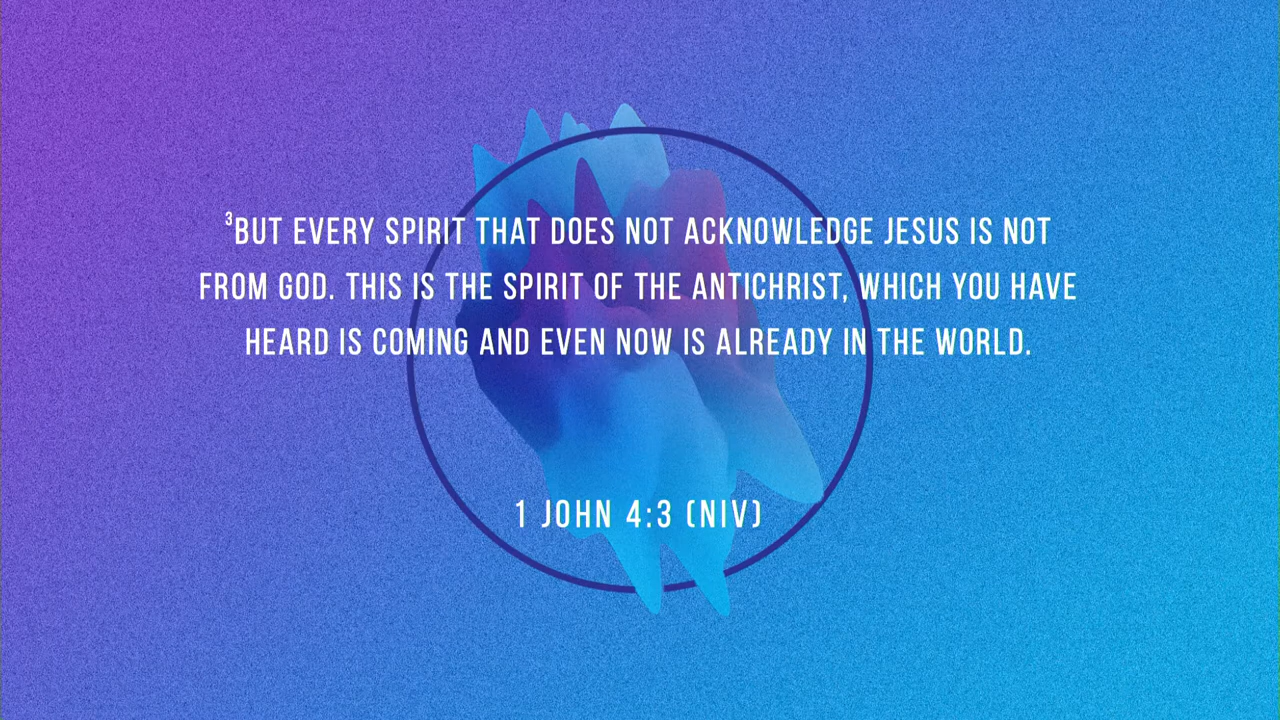 ³BUT EVERY SPIRIT THAT DOES NOT ACKNOWLEDGE JESUS IS NOT
FROM GOD. THIS IS THE SPIRIT OF THE ANTICHRIST, WHICH YOU HAVE
HEARD IS COMING AND EVEN NOW IS ALREADY IN THE WORLD.
1 JOHN 4:3 (NIV)